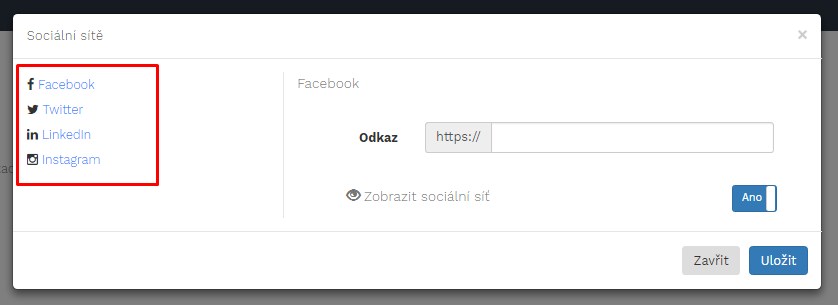 Sociální sítě
×
Facebook
Twitter
LinkedIn
Instagram
Facebook
Odkaz https://
Zobrazit sociální síť Ano
Zavřít Uložit